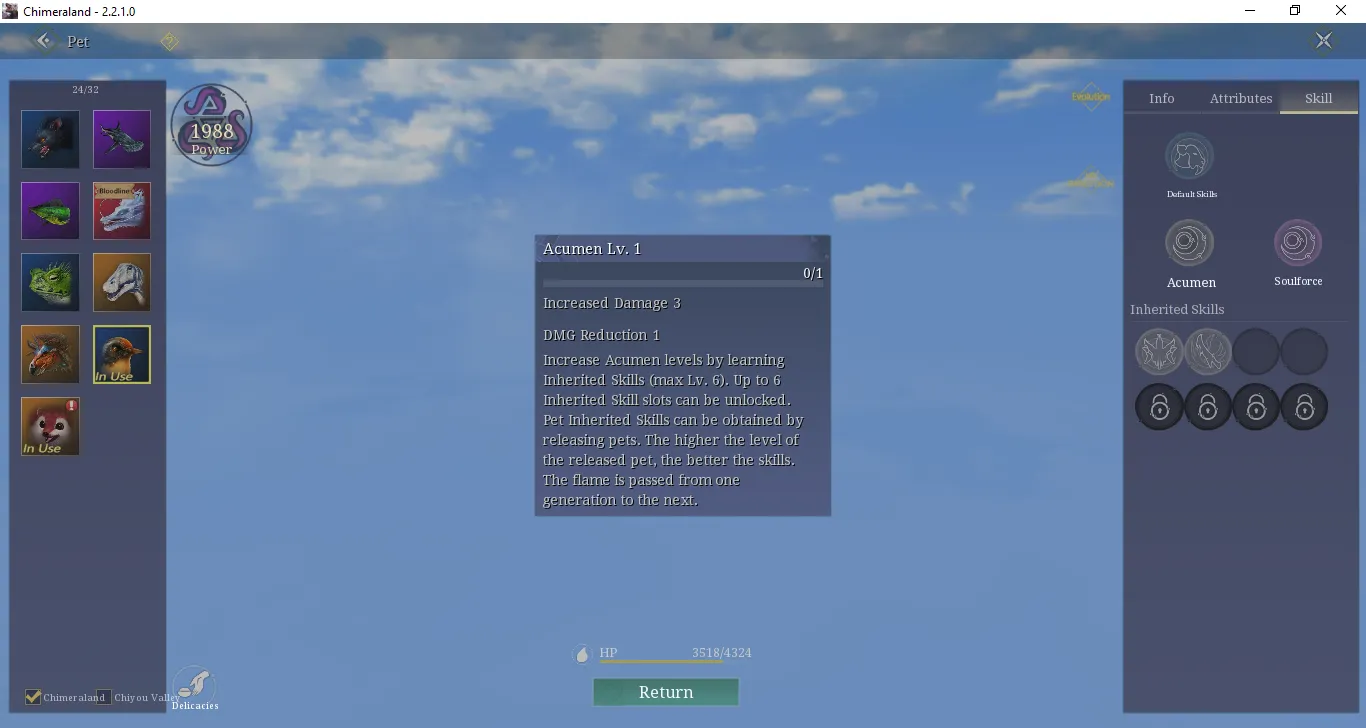 Chimeraland - 2.2.1.0
Pet
24/32
1988
Power
Bloodline
In Use
In Use
Chimeraland
Chiyou Valley
Delicacies
Evolution
Acumen Lv. 1
0/1
Increased Damage 3
DMG Reduction 1
Increase Acumen levels by learning
Inherited Skills (max Lv. 6). Up to 6
Inherited Skill slots can be unlocked.
Pet Inherited Skills can be obtained by
releasing pets. The higher the level of
the released pet, the better the skills.
The flame is passed from one
generation to the next.
HP 3518/4324
Return
Info Attributes Skill
Default Skills
Acumen Soulforce
Inherited Skills